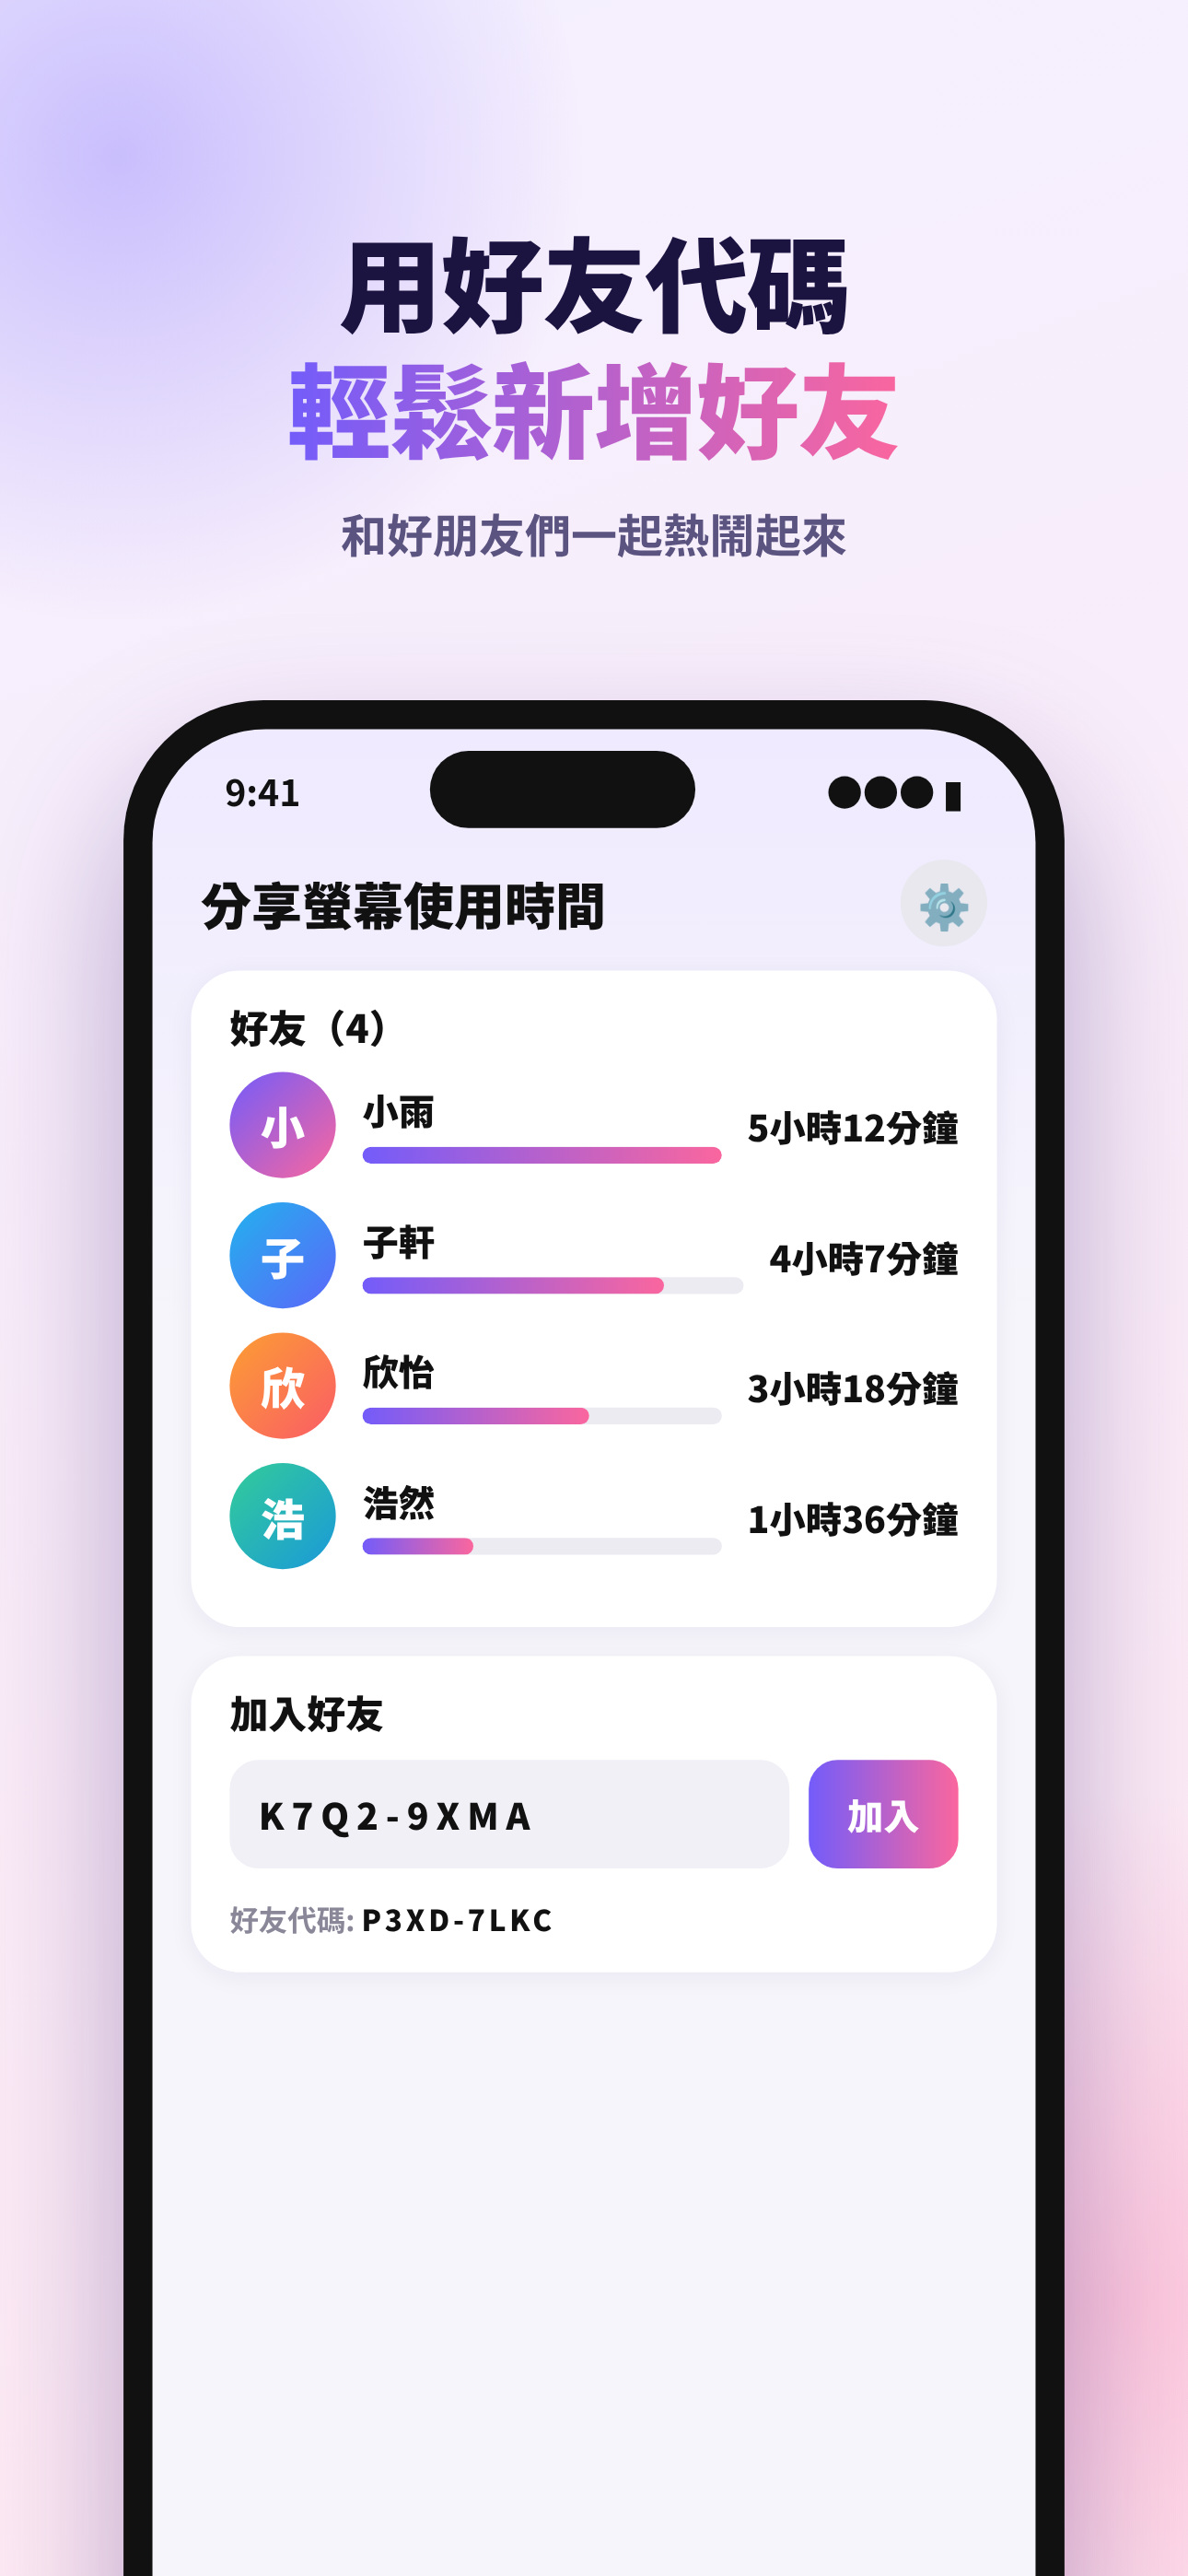 用好友代碼
輕鬆新增好友
和好朋友們一起熱鬧起來
9:41
分享螢幕使用時間
好友（4）
小
小雨
5小時12分鐘
子
子軒
4小時7分鐘
欣
欣怡
3小時18分鐘
浩
浩然
1小時36分鐘
加入好友
K7Q2-9XMA
加入
好友代碼: P3XD-7LKC